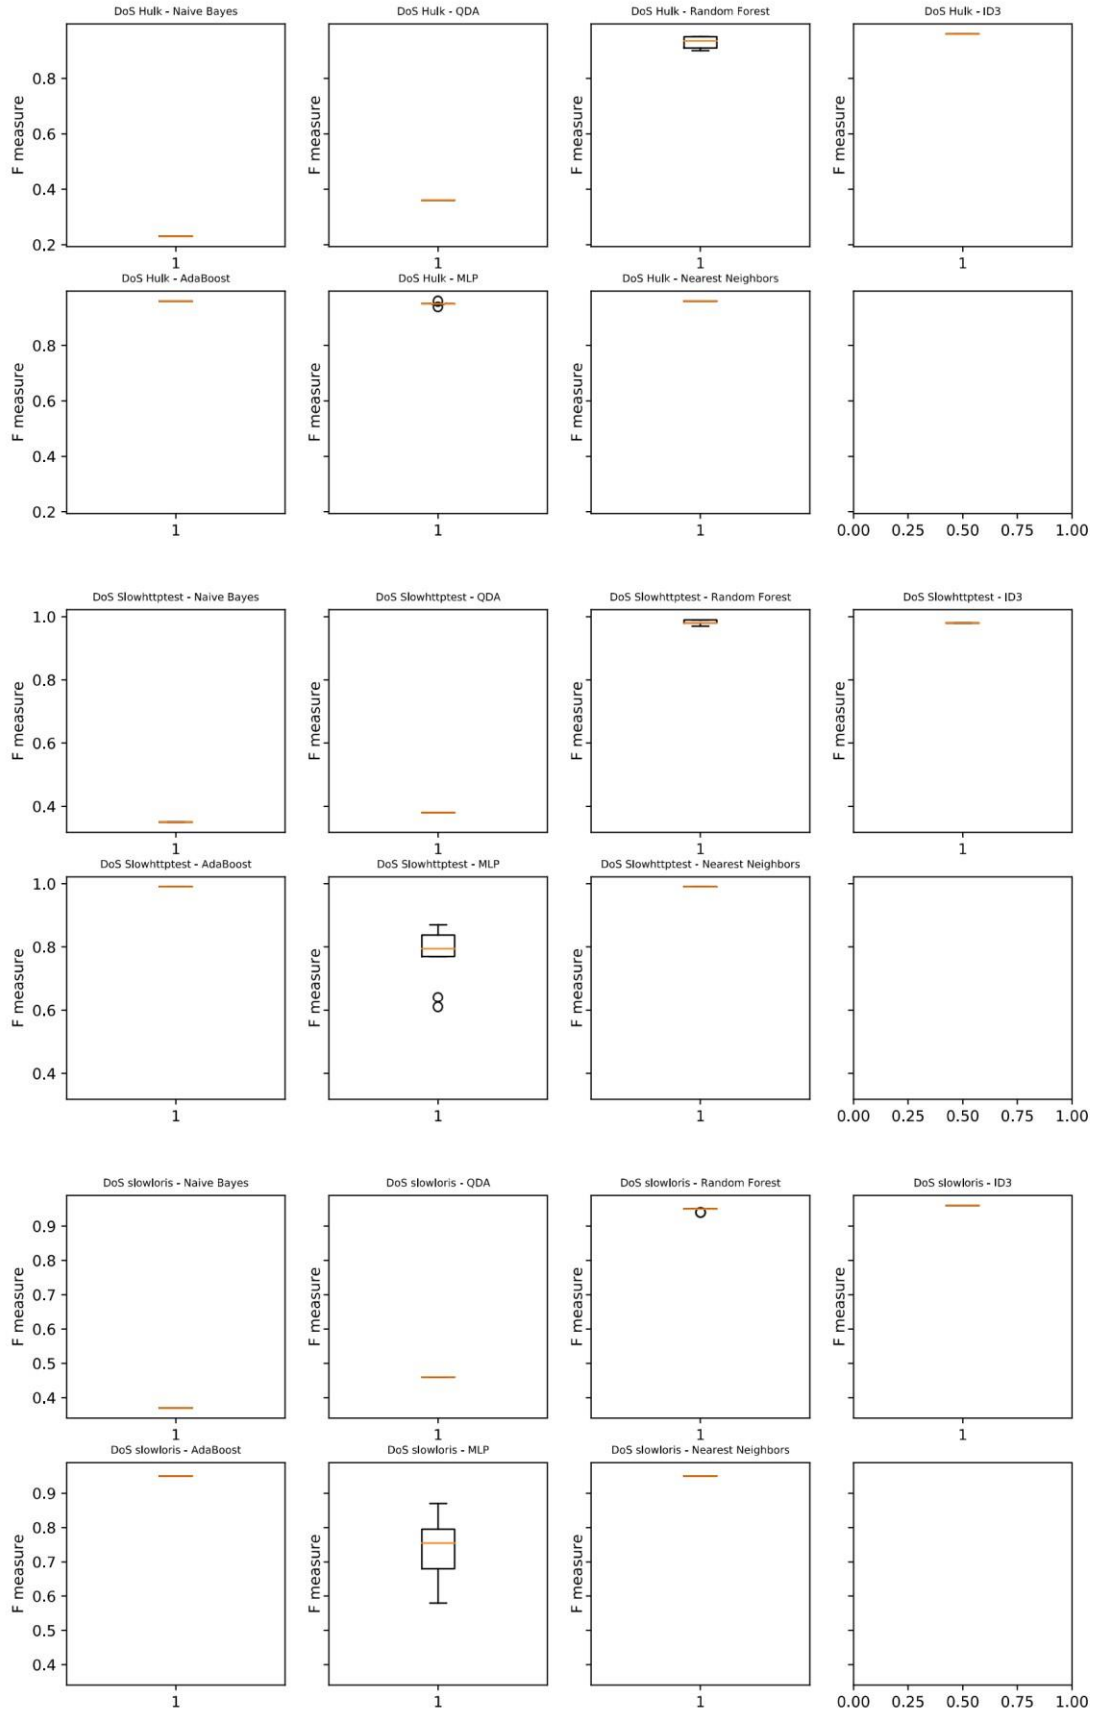 DoS Hulk - Naive Bayes
DoS Hulk - QDA
DoS Hulk - Random Forest
DoS Hulk - ID3
F measure
0.8
0.6
0.4
0.2
1
F measure
1
F measure
1
F measure
1
DoS Hulk - AdaBoost
DoS Hulk - MLP
DoS Hulk - Nearest Neighbors
F measure
0.8
0.6
0.4
0.2
1
F measure
1
F measure
1
0.00 0.25 0.50 0.75 1.00
DoS Slowhttptest - Naive Bayes
DoS Slowhttptest - QDA
DoS Slowhttptest - Random Forest
DoS Slowhttptest - ID3
F measure
1.0
0.8
0.6
0.4
1
F measure
1
F measure
1
F measure
1
DoS Slowhttptest - AdaBoost
DoS Slowhttptest - MLP
DoS Slowhttptest - Nearest Neighbors
F measure
1.0
0.8
0.6
0.4
1
F measure
1
F measure
1
0.00 0.25 0.50 0.75 1.00
DoS slowloris - Naive Bayes
DoS slowloris - QDA
DoS slowloris - Random Forest
DoS slowloris - ID3
F measure
0.9
0.8
0.7
0.6
0.5
0.4
1
F measure
1
F measure
1
F measure
1
DoS slowloris - AdaBoost
DoS slowloris - MLP
DoS slowloris - Nearest Neighbors
F measure
0.9
0.8
0.7
0.6
0.5
0.4
1
F measure
1
F measure
1
0.00 0.25 0.50 0.75 1.00